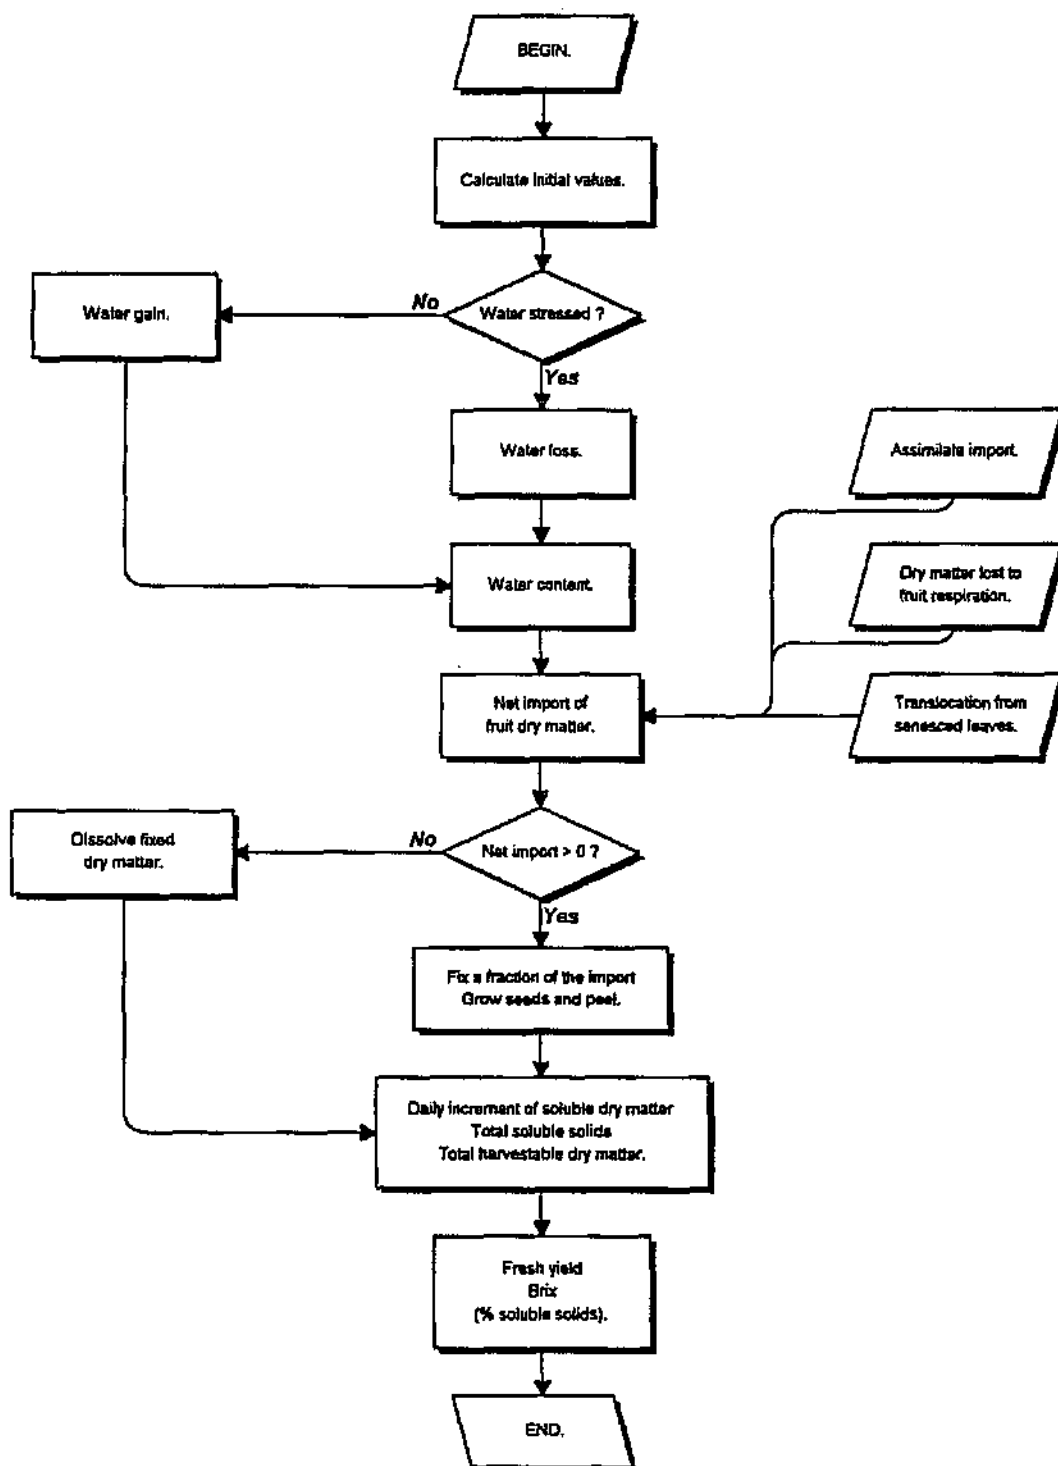 BEGIN.
Calculate initial values.
Water stressed ?
No
Water gain.
Yes
Water loss.
Assimilate import.
Water content.
Dry matter lost to
fruit respiration.
Net import of
fruit dry matter.
Translocation from
senesced leaves.
Net import > 0 ?
No
Dissolve fixed
dry matter.
Yes
Fix a fraction of the import
Grow seeds and peel.
Daily increment of soluble dry matter
Total soluble solids
Total harvestable dry matter.
Fresh yield
Brix
(% soluble solids).
END.